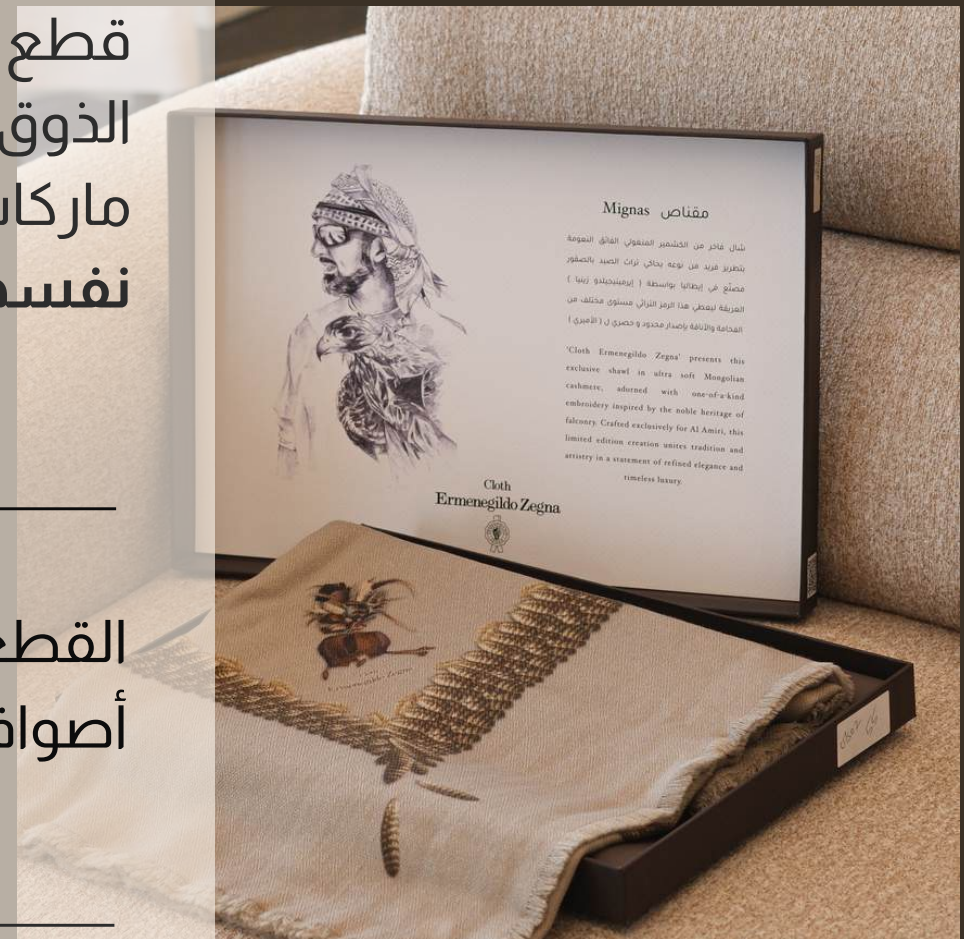 قطع
الذوق
نفس
القطع
مقناص Mignas
شال فاخر من الكشمير المنغولي الفائق النعومة
بتطريز فريد من نوعه يحاكي تراث الصيد بالصقور
مصنّع في إيطاليا بواسطة ( إيرمينيجيلدو زينيا )
العريقة ليعطي هذا الرمز التراثي مستوى مختلف من
الفخامة والأناقة بإصدار محدود و حصري ل ( الأميري )
'Cloth Ermenegildo Zegna' presents this
exclusive shawl in ultra soft Mongolian
cashmere, adorned with one-of-a-kind
embroidery inspired by the noble heritage of
falconry. Crafted exclusively for Al Amiri, this
limited edition creation unites tradition and
artistry in a statement of refined elegance and
timeless luxury.
Cloth
Ermenegildo Zegna
Ermenegildo Zegna